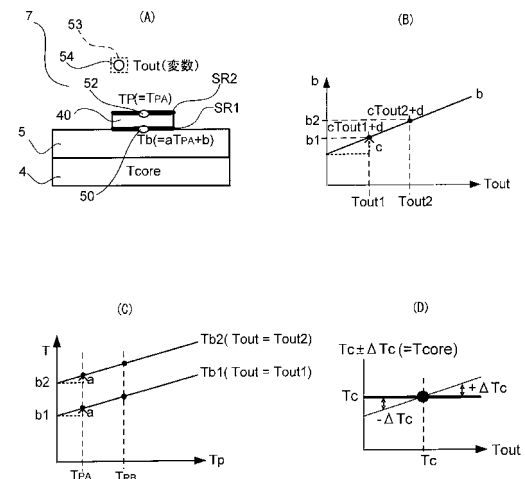 (A)
53
7
54
Tout(変数)
52
TP(=TPA)
SR2
SR1
40
5
Tb(=aTPA+b)
4
Tcore
50
(B)
b
cTout2+d
b
b2
cTout1+d
b1
c
Tout
Tout1
Tout2
(C)
T
Tb2(Tout = Tout2)
b2
a
Tb1(Tout = Tout1)
b1
a
Tp
TPA
TPB
(D)
Tc±ΔTc(=Tcore)
Tc
+ΔTc
-ΔTc
Tout
Tc